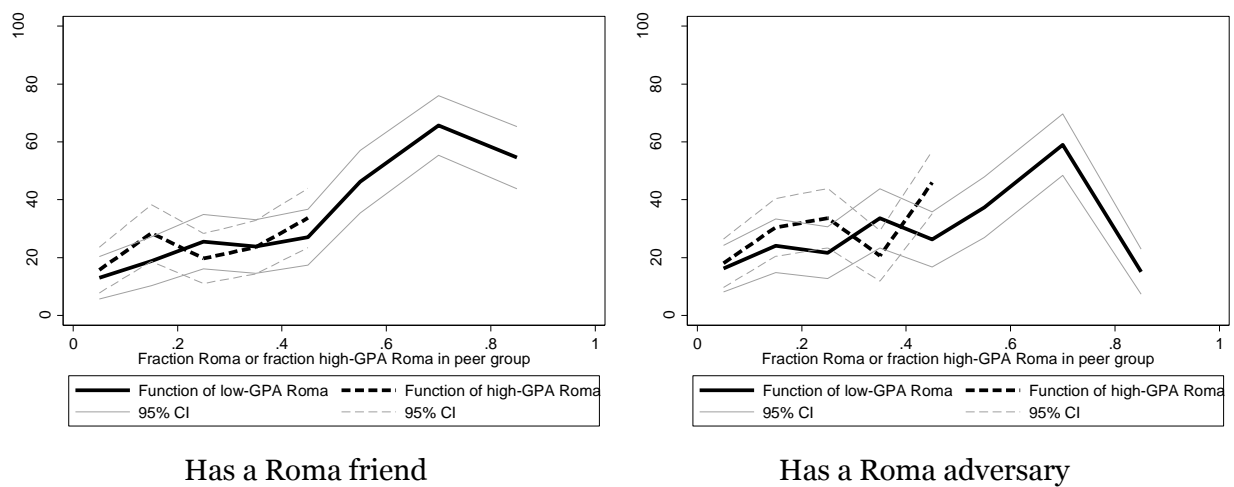 100
80
60
40
20
0
0 .2 .4 .6 .8 1
Fraction Roma or fraction high-GPA Roma in peer group
Function of low-GPA Roma Function of high-GPA Roma
95% CI 95% CI
Has a Roma friend
100
80
60
40
20
0
0 .2 .4 .6 .8 1
Fraction Roma or fraction high-GPA Roma in peer group
Function of low-GPA Roma Function of high-GPA Roma
95% CI 95% CI
Has a Roma adversary